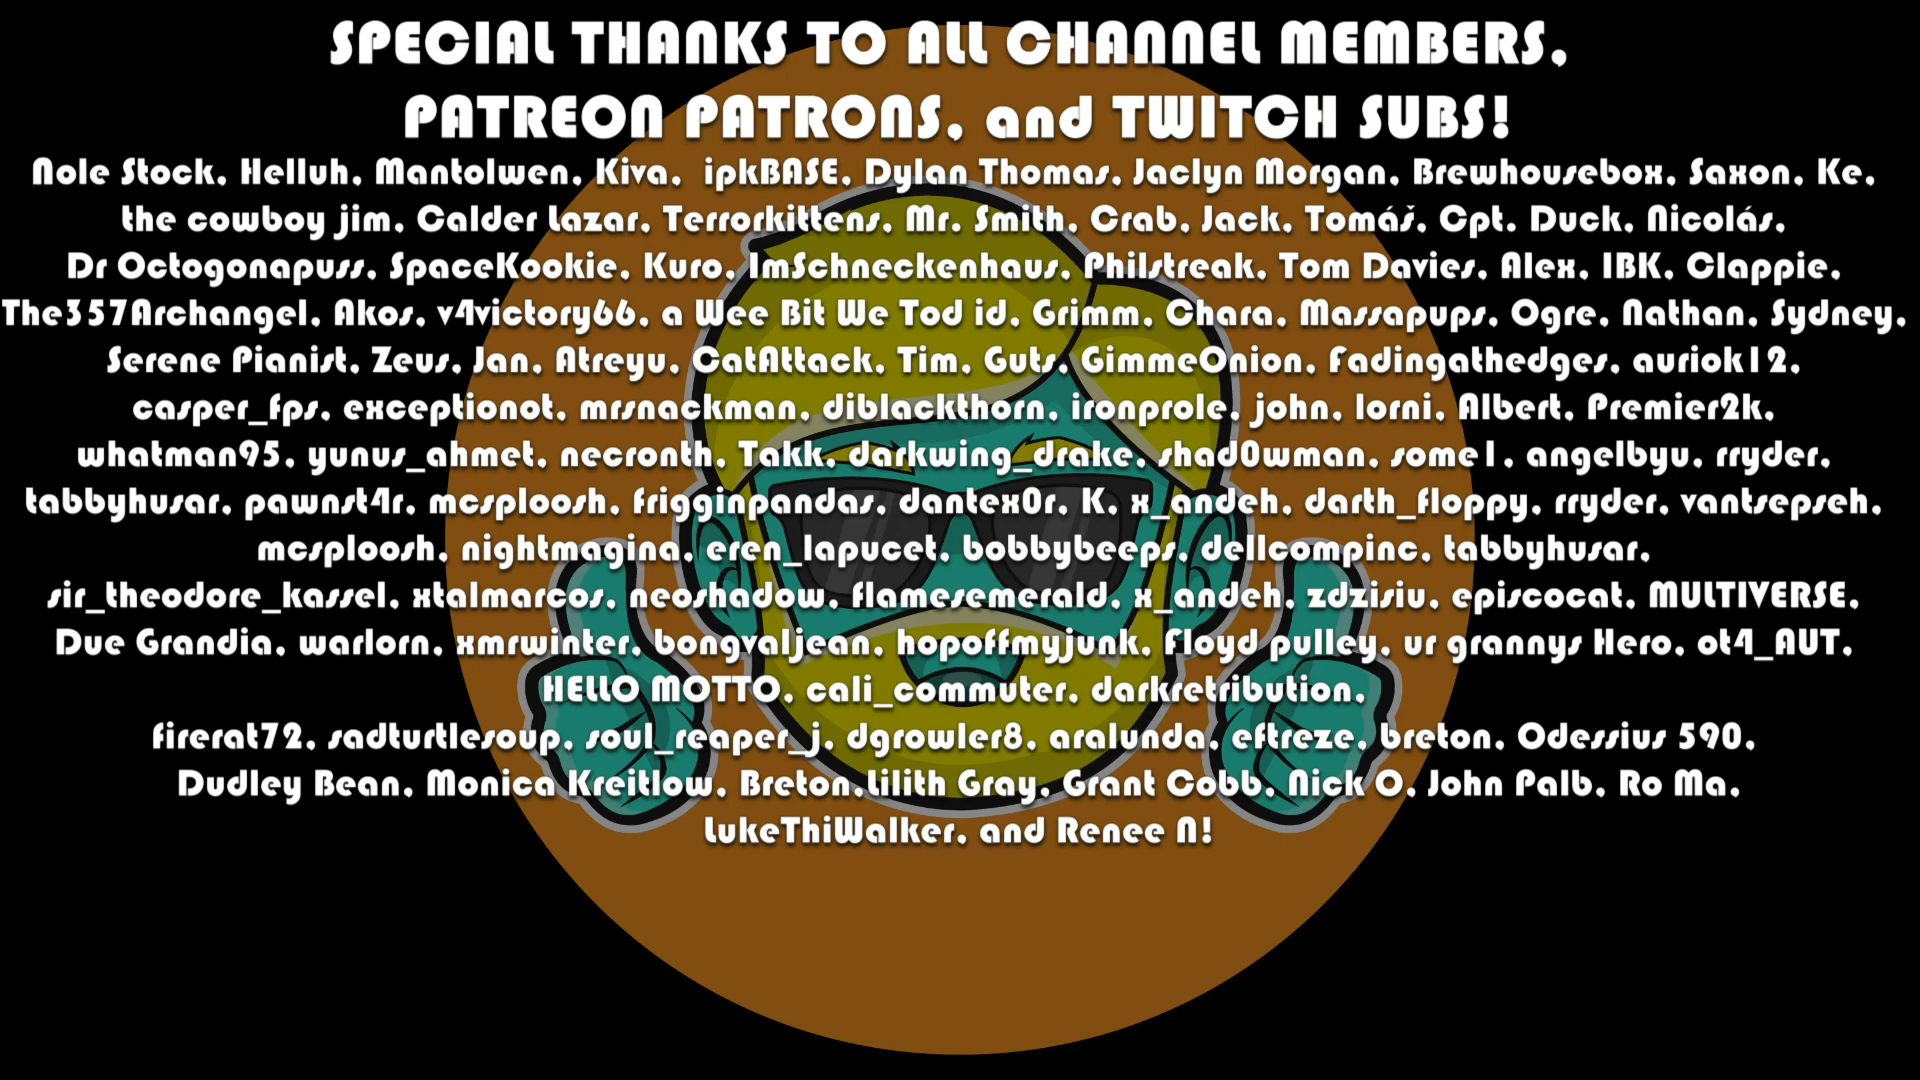 SPECIAL THANKS TO ALL CHANNEL MEMBERS,
PATREON PATRONS, and TWITCH SUBS!
Nole Stock, Helluh, Mantolwen, Kiva,  ipkBASE, Dylan Thomas, Jaclyn Morgan, Brewhousebox, Saxon, Ke,
the cowboy jim, Calder Lazar, Terrorkittens, Mr. Smith, Crab, Jack, Tomáš, Cpt. Duck, Nicolás,
Dr Octogonapuss, SpaceKookie, Kuro, ImSchneckenhaus, Philstreak, Tom Davies, Alex, IBK, Clappie,
The357Archangel, Akos, v4victory66, a Wee Bit We Tod id, Grimm, Chara, Massapups, Ogre, Nathan, Sydney,
Serene Pianist, Zeus, Jan, Atreyu, CatAttack, Tim, Guts, GimmeOnion, Fadingathedges, auriok12,
casper_fps, exceptionot, mrsnackman, diblackthorn, ironprole, john, lorni, Albert, Premier2k,
whatman95, yunus_ahmet, necronth, Takk, darkwing_drake, shad0wman, some1, angelbyu, rryder,
tabbyhusar, pawnst4r, mcsploosh, frigginpandas, dantex0r, K, x_andeh, darth_floppy, rryder, vantsepseh,
mcsploosh, nightmagina, eren_lapucet, bobbybeeps, dellcompinc, tabbyhusar,
sir_theodore_kassel, xtalmarcos, neoshadow, flamesemerald, x_andeh, zdzisiu, episcocat, MULTIVERSE,
Due Grandia, warlorn, xmrwinter, bongvaljean, hopoffmyjunk, Floyd pulley, ur grannys Hero, ot4_AUT,
HELLO MOTTO, cali_commuter, darkretribution,
firerat72, sadturtlesoup, soul_reaper_j, dgrowler8, aralunda, eftreze, breton, Odessius 590,
Dudley Bean, Monica Kreitlow, Breton,Lilith Gray, Grant Cobb, Nick O, John Palb, Ro Ma,
LukeThiWalker, and Renee N!